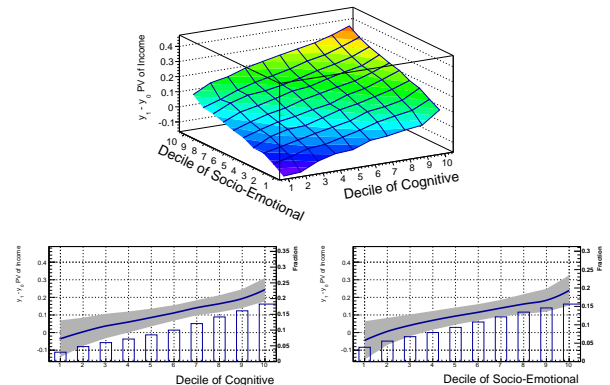 0.4
0.3
0.2
0.1
0
-0.1
y1 - y0 PV of Income
10 9 8 7 6 5 4 3 2 1
Decile of Socio-Emotional
1 2 3 4 5 6 7 8 9 10
Decile of Cognitive
y1 - y0 PV of Income
0.4
0.3
0.2
0.1
0
-0.1
1 2 3 4 5 6 7 8 9 10
0.35
0.3
0.25
0.2
0.15
0.1
0.05
0
Fraction
Decile of Cognitive
y1 - y0 PV of Income
0.4
0.3
0.2
0.1
0
-0.1
1 2 3 4 5 6 7 8 9 10
0.35
0.3
0.25
0.2
0.15
0.1
0.05
0
Fraction
Decile of Socio-Emotional